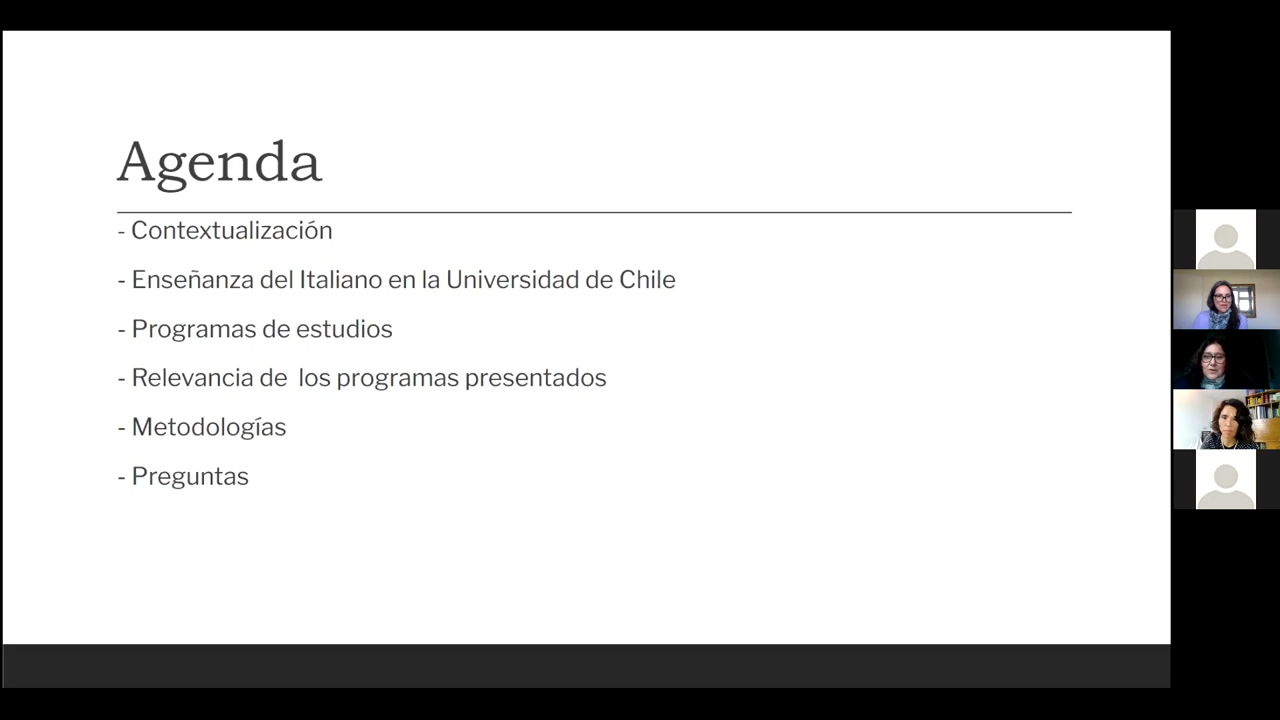 Agenda
- Contextualización
- Enseñanza del Italiano en la Universidad de Chile
- Programas de estudios
- Relevancia de  los programas presentados
- Metodologías
- Preguntas